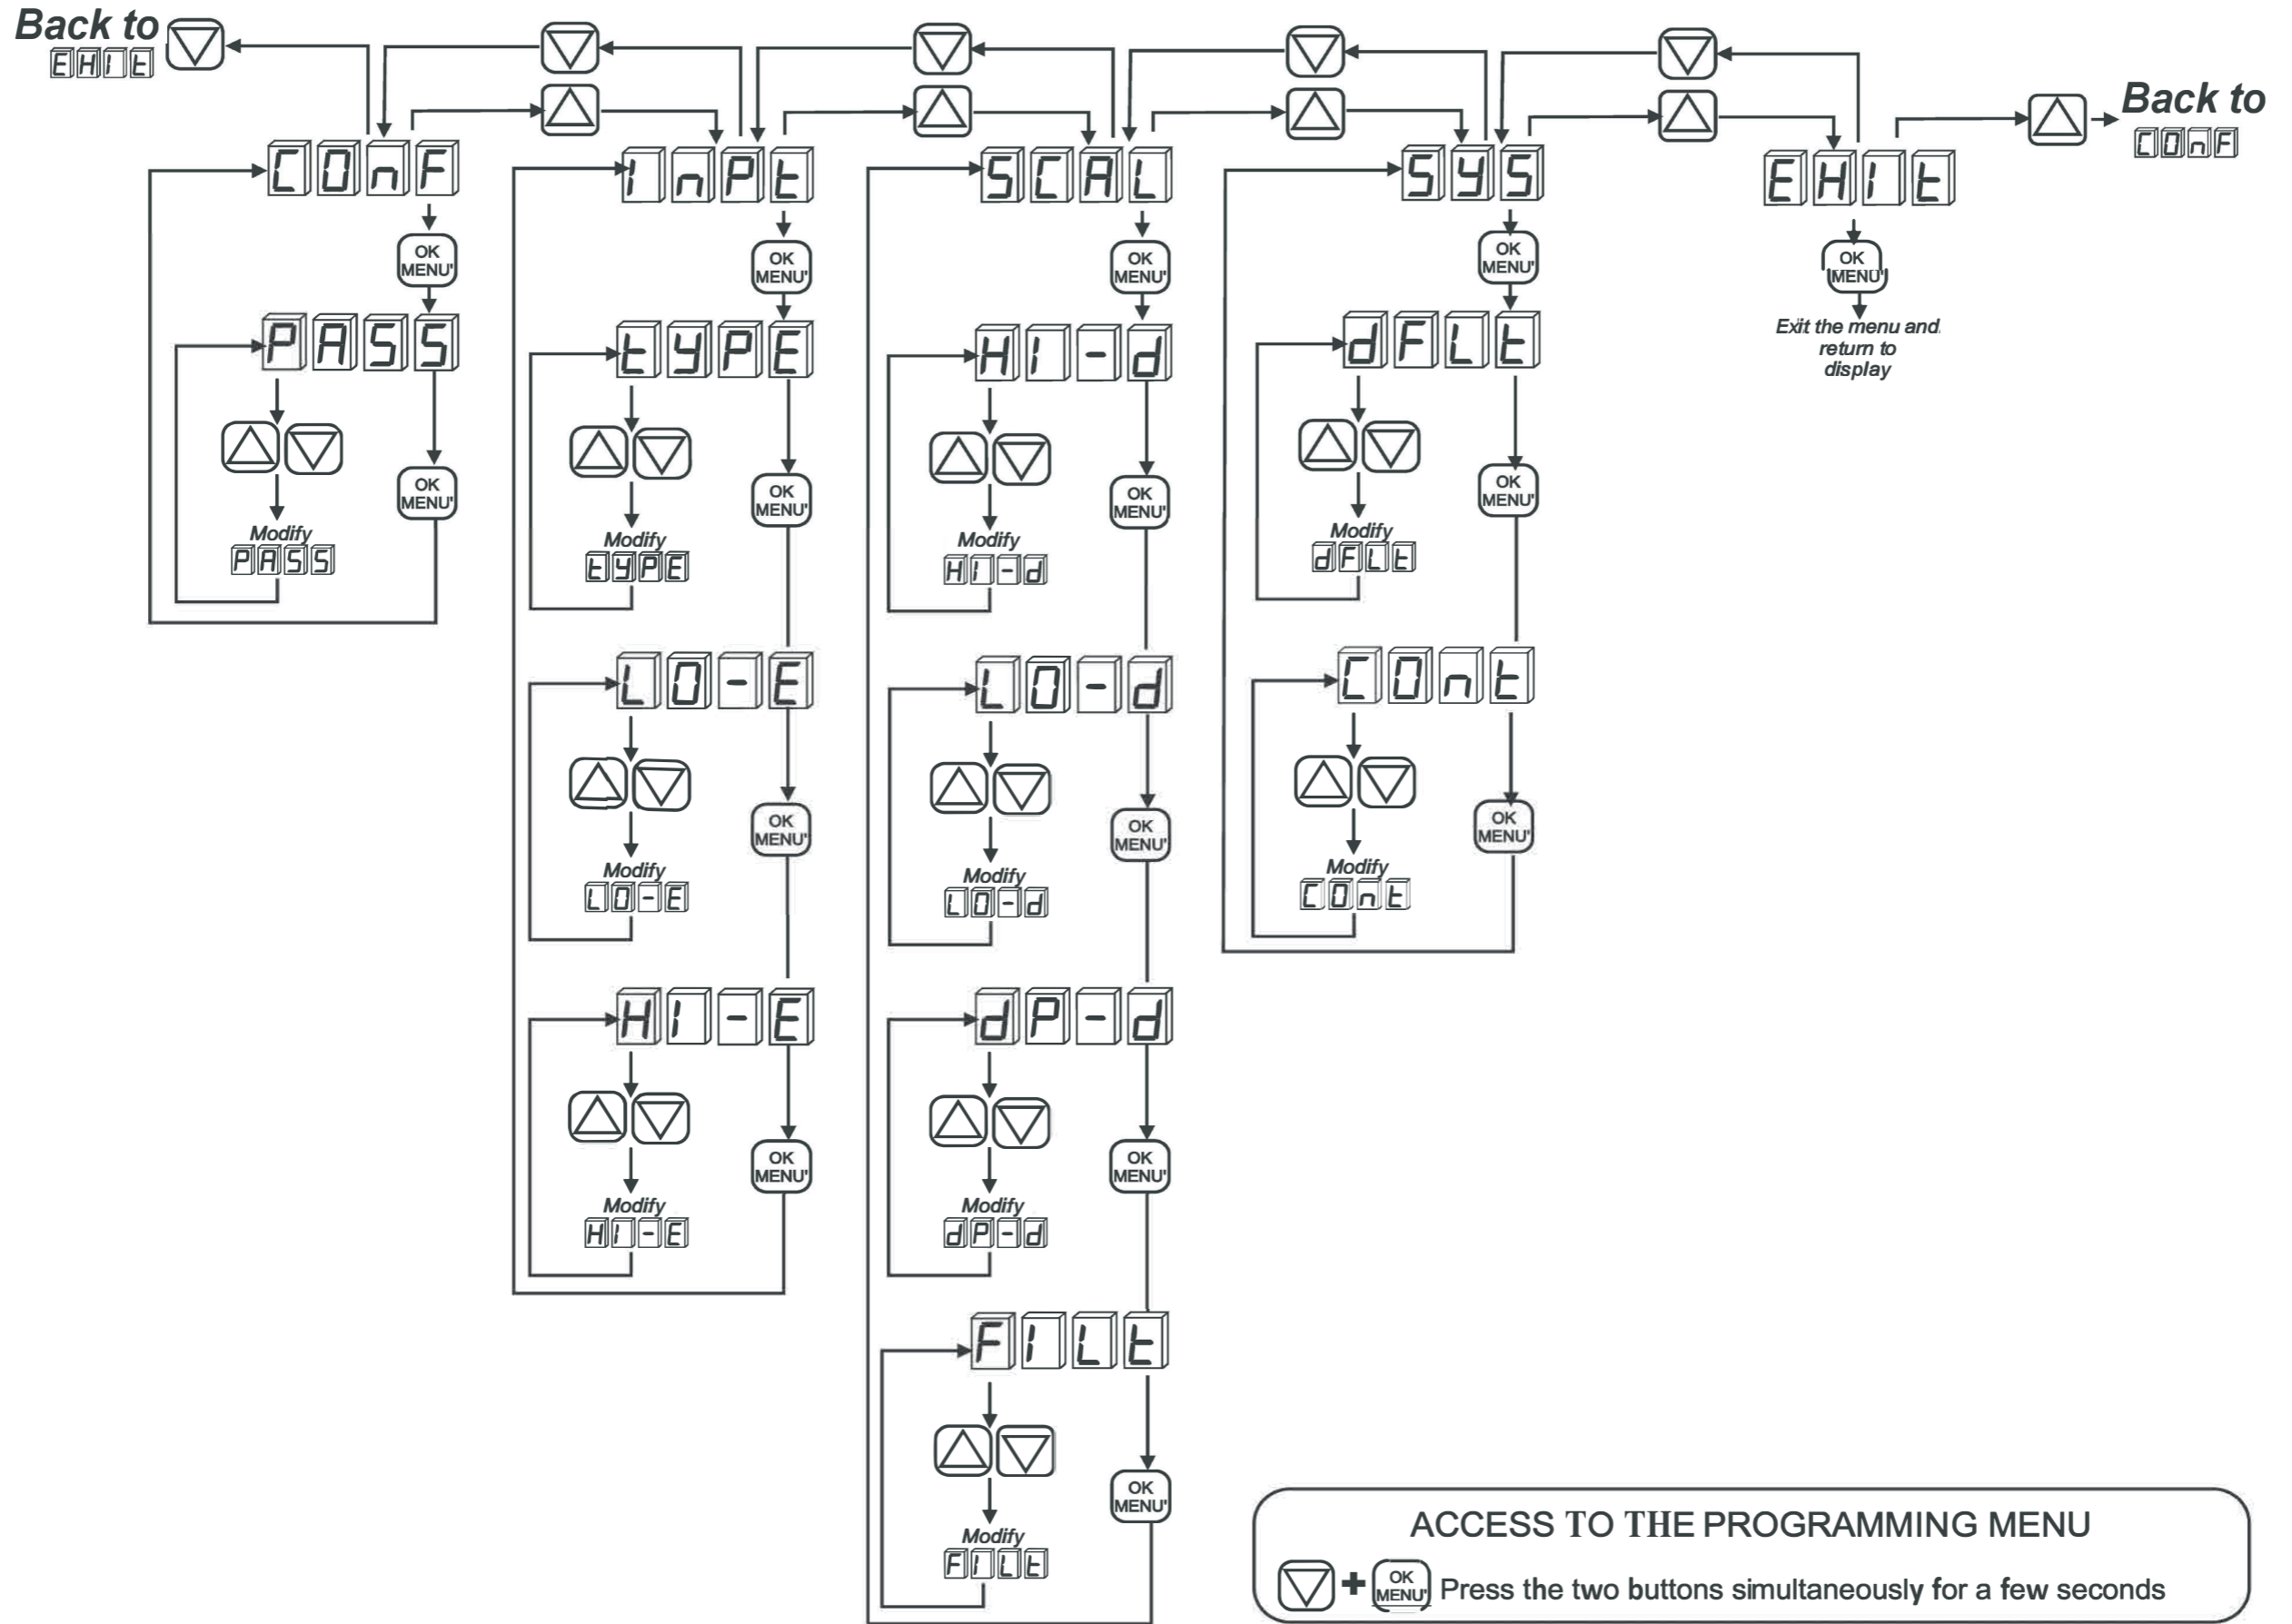 Back to
EHIt
Back to
COnF
COnF
InPt
SCAL
SYS
EHIt
OK
MENU'
OK
MENU'
OK
MENU'
OK
MENU'
OK
MENU'
Exit the menu and
return to
display
PASS
tYPE
HI-d
dFLt
OK
MENU'
OK
MENU'
OK
MENU'
OK
MENU'
Modify
PASS
Modify
tYPE
Modify
HI-d
Modify
dFLt
LO-E
LO-d
COnt
OK
MENU'
OK
MENU'
OK
MENU'
Modify
LO-E
Modify
LO-d
Modify
COnt
HI-E
dP-d
OK
MENU'
OK
MENU'
Modify
HI-E
Modify
dP-d
FILt
OK
MENU'
Modify
FILt
ACCESS TO THE PROGRAMMING MENU
+ OK
MENU' Press the two buttons simultaneously for a few seconds